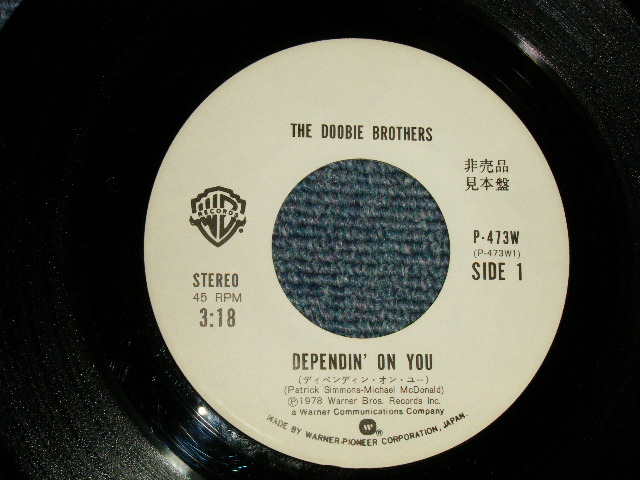 THE DOOBIE BROTHERS
非売品
見本盤
W RECORDS
P-473W
(P-473W1)
SIDE 1
STEREO
45 RPM
3:18
DEPENDIN' ON YOU
(ディペンディン・オン・ユー)
(Patrick Simmons-Michael McDonald)
Ⓟ1978 Warner Bros. Records Inc.
a Warner Communications Company
W®
MADE BY WARNER-PIONEER CORPORATION, JAPAN.